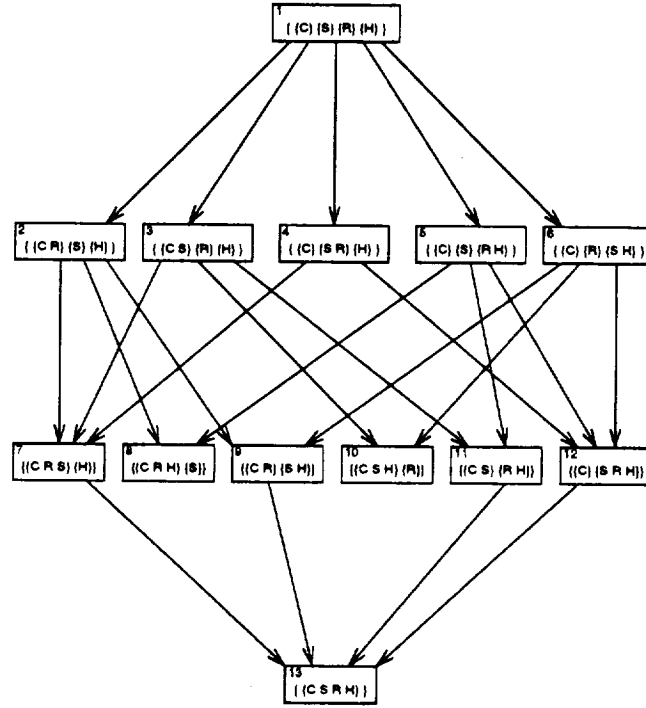 1
{ {C} {S} {R} {H} }
2
{ {C R} {S} {H} }
3
{ {C S} {R} {H} }
4
{ {C} {S R} {H} }
5
{ {C} {S} {R H} }
6
{ {C} {R} {S H} }
7
{{C R S} {H}}
8
{{C R H} {S}}
9
{{C R} {S H}}
10
{{C S H} {R}}
11
{{C S} {R H}}
12
{{C} {S R H}}
13
{ {C S R H} }